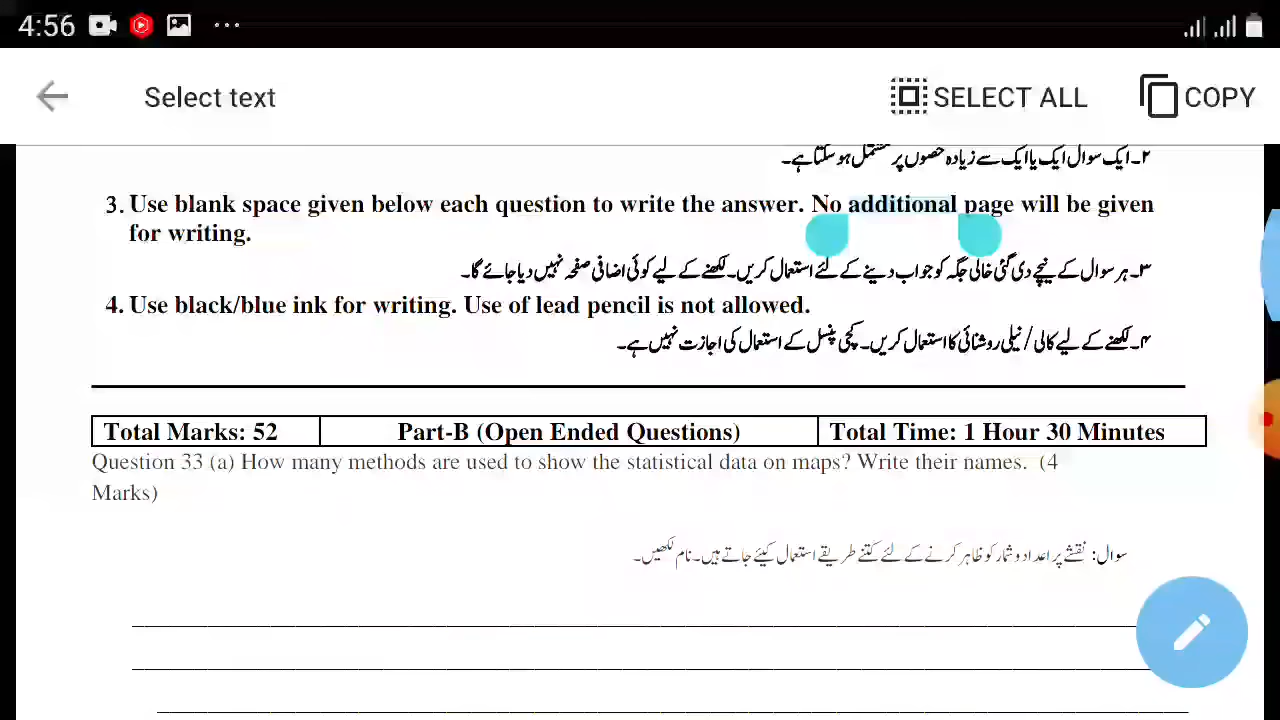 4:56
Select text
SELECT ALL
COPY
۲۔ایک سوال ایک یا ایک سے زیادہ حصوں پر مشتمل ہو سکتا ہے۔
3. Use blank space given below each question to write the answer. No additional page will be given
for writing.
۳۔ہر سوال کے نیچے دی گئی خالی جگہ کو جواب دینے کے لئے استعمال کریں۔لکھنے کے لیے کوئی اضافی صفحہ نہیں دیا جائے گا۔
4. Use black/blue ink for writing. Use of lead pencil is not allowed.
۴۔لکھنے کے لیے کالی/نیلی روشنائی کا استعمال کریں۔کچی پنسل کے استعمال کی اجازت نہیں ہے۔
Total Marks: 52 Part-B (Open Ended Questions) Total Time: 1 Hour 30 Minutes
Question 33 (a) How many methods are used to show the statistical data on maps? Write their names. (4
Marks)
سوال: نقشے پر اعداد و شمار کو ظاہر کرنے کے لئے کتنے طریقے استعمال کیئے جاتے ہیں۔نام لکھیں۔